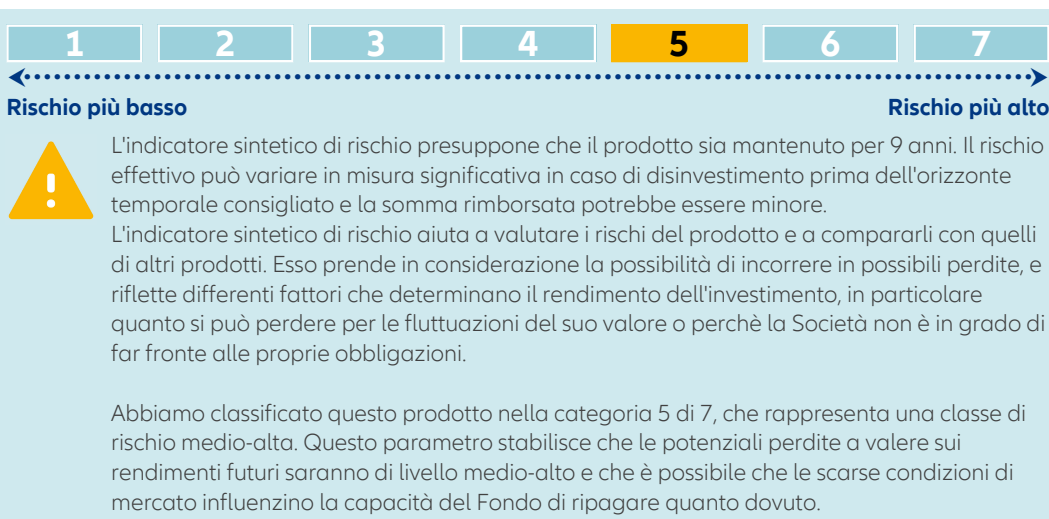 1 2 3 4 5 6 7
Rischio più basso Rischio più alto
L'indicatore sintetico di rischio presuppone che il prodotto sia mantenuto per 9 anni. Il rischio
effettivo può variare in misura significativa in caso di disinvestimento prima dell'orizzonte
temporale consigliato e la somma rimborsata potrebbe essere minore.
L'indicatore sintetico di rischio aiuta a valutare i rischi del prodotto e a compararli con quelli
di altri prodotti. Esso prende in considerazione la possibilità di incorrere in possibili perdite, e
riflette differenti fattori che determinano il rendimento dell'investimento, in particolare
quanto si può perdere per le fluttuazioni del suo valore o perchè la Società non è in grado di
far fronte alle proprie obbligazioni.
Abbiamo classificato questo prodotto nella categoria 5 di 7, che rappresenta una classe di
rischio medio-alta. Questo parametro stabilisce che le potenziali perdite a valere sui
rendimenti futuri saranno di livello medio-alto e che è possibile che le scarse condizioni di
mercato influenzino la capacità del Fondo di ripagare quanto dovuto.